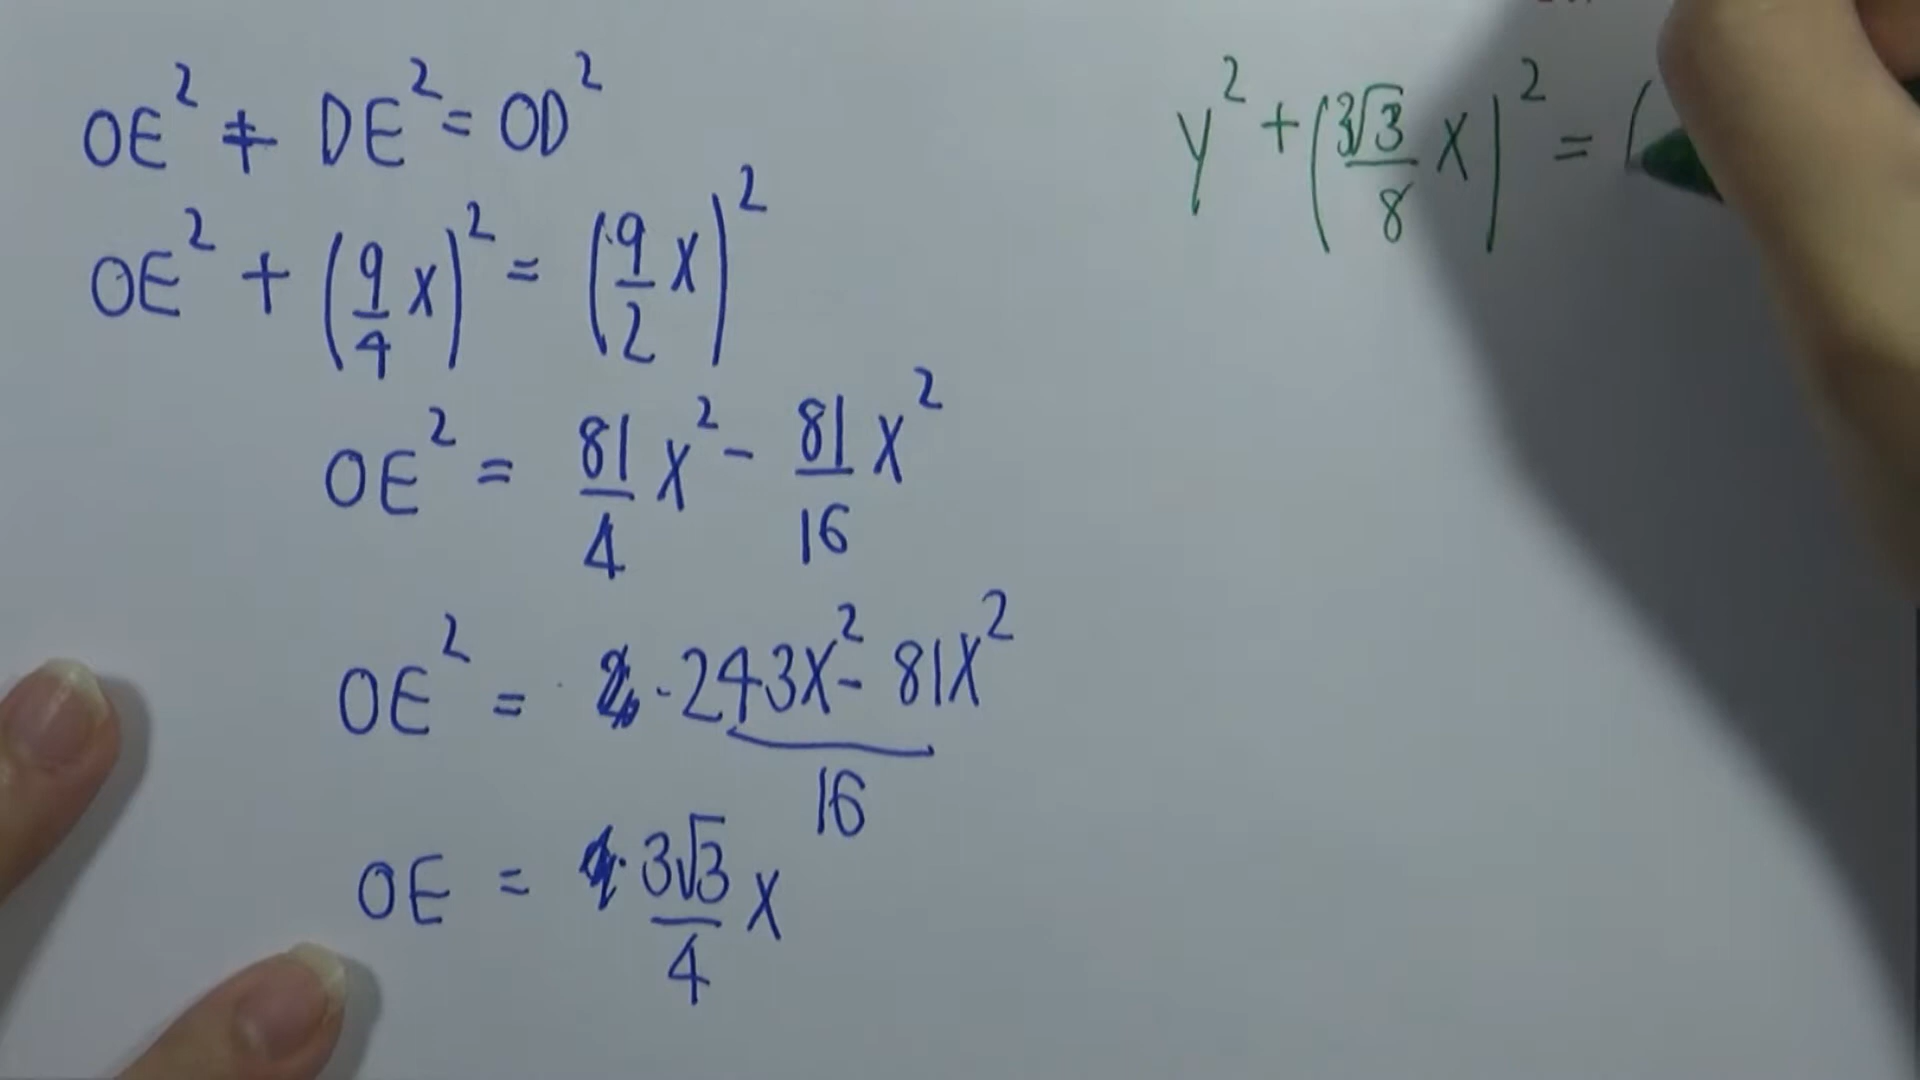 OE² + DE² = OD²
OE² + (9/4 x)² = (9/2 x)²
OE² = 81/4 x² - 81/16 x²
OE² = 243x² - 81x² / 16
OE = 3√3/4 x
y² + (3√3/8 x)² = (